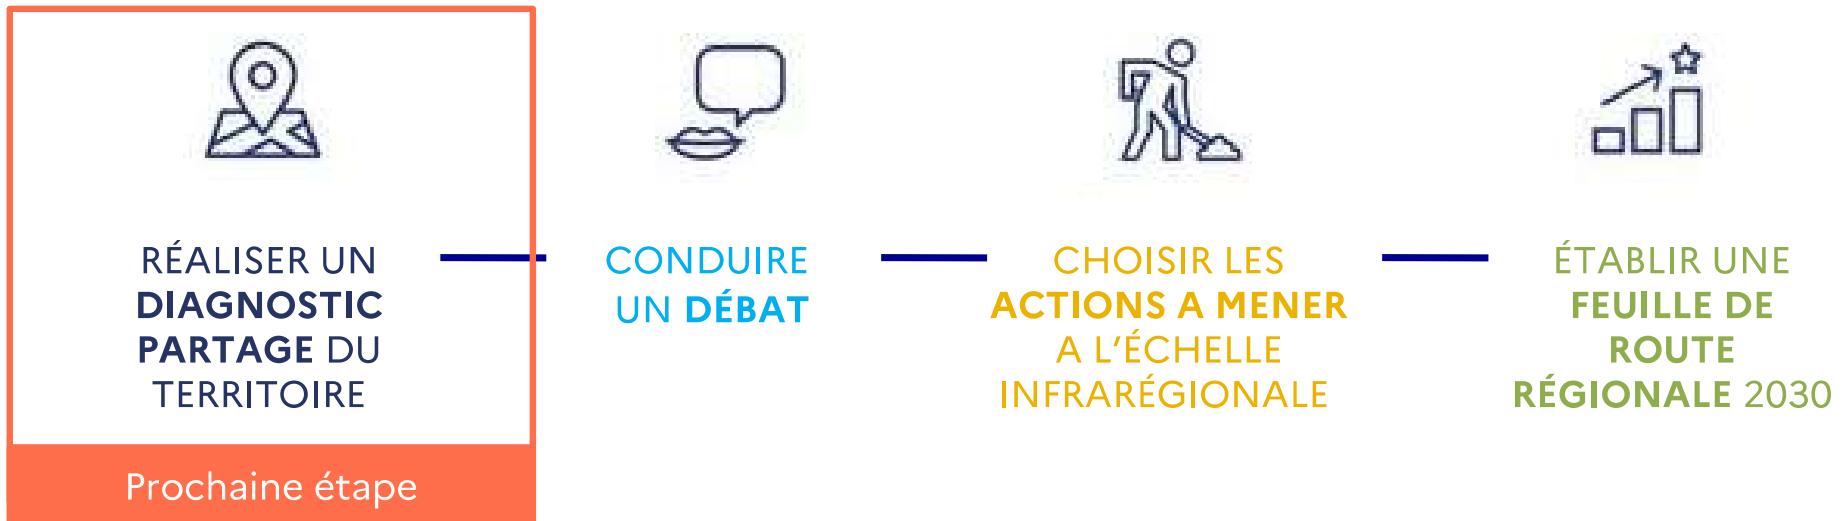 RÉALISER UN
DIAGNOSTIC
PARTAGE DU
TERRITOIRE
Prochaine étape
CONDUIRE
UN DÉBAT
CHOISIR LES
ACTIONS A MENER
A L'ÉCHELLE
INFRARÉGIONALE
ÉTABLIR UNE
FEUILLE DE
ROUTE
RÉGIONALE 2030